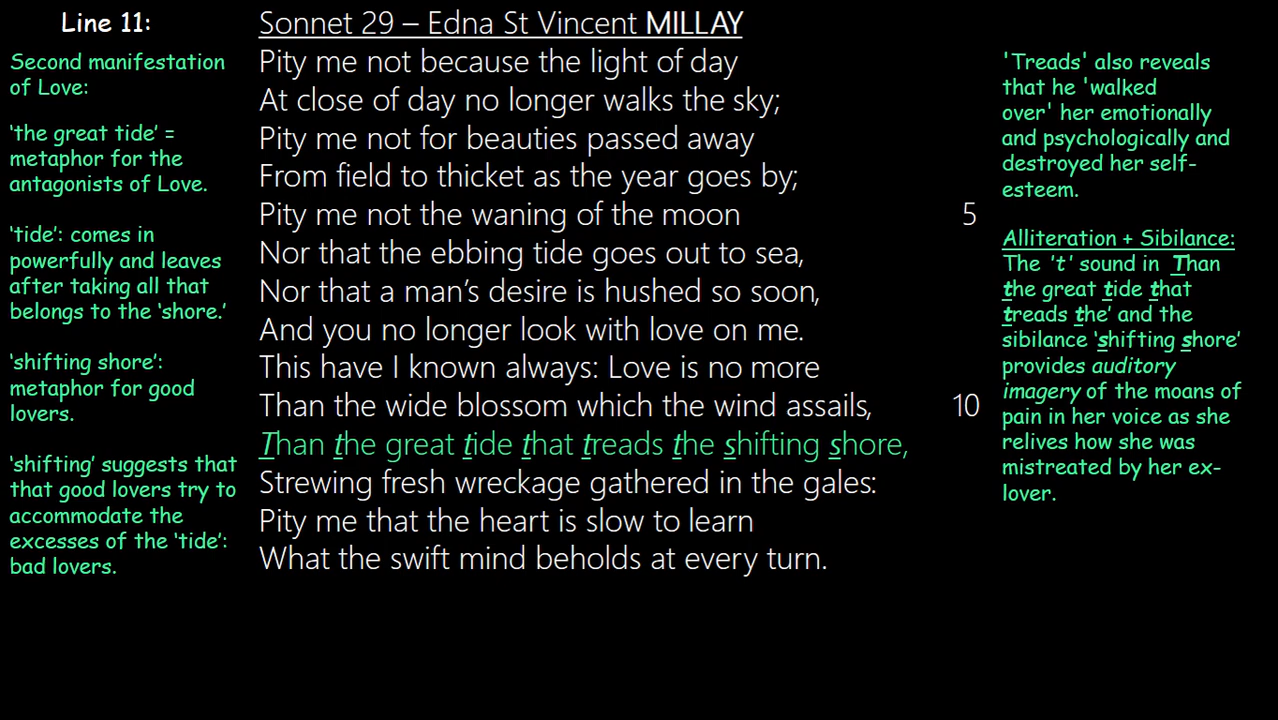 Line 11:
Second manifestation
of Love:
‘the great tide’ =
metaphor for the
antagonists of Love.
‘tide’: comes in
powerfully and leaves
after taking all that
belongs to the ‘shore.’
‘shifting shore’:
metaphor for good
lovers.
‘shifting’ suggests that
that good lovers try to
accommodate the
excesses of the ‘tide’:
bad lovers.
Sonnet 29 – Edna St Vincent MILLAY
Pity me not because the light of day
At close of day no longer walks the sky;
Pity me not for beauties passed away
From field to thicket as the year goes by;
Pity me not the waning of the moon 5
Nor that the ebbing tide goes out to sea,
Nor that a man’s desire is hushed so soon,
And you no longer look with love on me.
This have I known always: Love is no more
Than the wide blossom which the wind assails, 10
Than the great tide that treads the shifting shore,
Strewing fresh wreckage gathered in the gales:
Pity me that the heart is slow to learn
What the swift mind beholds at every turn.
'Treads' also reveals
that he 'walked
over' her emotionally
and psychologically and
destroyed her self-
esteem.
Alliteration + Sibilance:
The 't' sound in Than
the great tide that
treads the’ and the
sibilance ‘shifting shore’
provides auditory
imagery of the moans of
pain in her voice as she
relives how she was
mistreated by her ex-
lover.